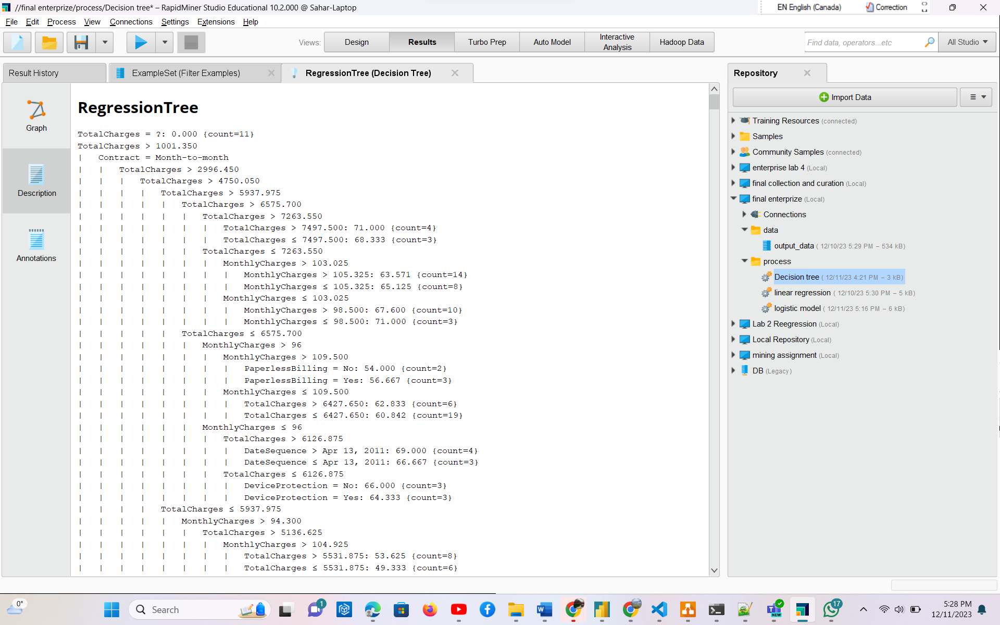 //final enterprize/process/Decision tree* – RapidMiner Studio Educational 10.2.000 @ Sahar-Laptop
EN English (Canada)
Correction
File Edit Process View Connections Settings Extensions Help
Views:
Design
Results
Turbo Prep
Auto Model
Interactive
Analysis
Hadoop Data
Find data, operators...etc
All Studio
Result History
ExampleSet (Filter Examples)
RegressionTree (Decision Tree)
Graph
Description
Annotations
RegressionTree
TotalCharges = ?: 0.000 {count=11}
TotalCharges > 1001.350
|   Contract = Month-to-month
|   |   TotalCharges > 2996.450
|   |   |   TotalCharges > 4750.050
|   |   |   |   TotalCharges > 5937.975
|   |   |   |   |   TotalCharges > 6575.700
|   |   |   |   |   |   TotalCharges > 7263.550
|   |   |   |   |   |   |   TotalCharges > 7497.500: 71.000 {count=4}
|   |   |   |   |   |   |   TotalCharges ≤ 7497.500: 68.333 {count=3}
|   |   |   |   |   |   TotalCharges ≤ 7263.550
|   |   |   |   |   |   |   MonthlyCharges > 103.025
|   |   |   |   |   |   |   |   MonthlyCharges > 105.325: 63.571 {count=14}
|   |   |   |   |   |   |   |   MonthlyCharges ≤ 105.325: 65.125 {count=8}
|   |   |   |   |   |   |   MonthlyCharges ≤ 103.025
|   |   |   |   |   |   |   |   MonthlyCharges > 98.500: 67.600 {count=10}
|   |   |   |   |   |   |   |   MonthlyCharges ≤ 98.500: 71.000 {count=3}
|   |   |   |   |   TotalCharges ≤ 6575.700
|   |   |   |   |   |   MonthlyCharges > 96
|   |   |   |   |   |   |   MonthlyCharges > 109.500
|   |   |   |   |   |   |   |   PaperlessBilling = No: 54.000 {count=2}
|   |   |   |   |   |   |   |   PaperlessBilling = Yes: 56.667 {count=3}
|   |   |   |   |   |   |   MonthlyCharges ≤ 109.500
|   |   |   |   |   |   |   |   TotalCharges > 6427.650: 62.833 {count=6}
|   |   |   |   |   |   |   |   TotalCharges ≤ 6427.650: 60.842 {count=19}
|   |   |   |   |   |   MonthlyCharges ≤ 96
|   |   |   |   |   |   |   TotalCharges > 6126.875
|   |   |   |   |   |   |   |   DateSequence > Apr 13, 2011: 69.000 {count=4}
|   |   |   |   |   |   |   |   DateSequence ≤ Apr 13, 2011: 66.667 {count=3}
|   |   |   |   |   |   |   TotalCharges ≤ 6126.875
|   |   |   |   |   |   |   |   DeviceProtection = No: 66.000 {count=3}
|   |   |   |   |   |   |   |   DeviceProtection = Yes: 64.333 {count=3}
|   |   |   |   TotalCharges ≤ 5937.975
|   |   |   |   |   MonthlyCharges > 94.300
|   |   |   |   |   |   TotalCharges > 5136.625
|   |   |   |   |   |   |   MonthlyCharges > 104.925
|   |   |   |   |   |   |   |   TotalCharges > 5531.875: 53.625 {count=8}
|   |   |   |   |   |   |   |   TotalCharges ≤ 5531.875: 49.333 {count=6}
Repository
Import Data
Training Resources (connected)
Samples
Community Samples (connected)
enterprise lab 4 (Local)
final collection and curation (Local)
final enterprize (Local)
Connections
data
output_data ( 12/10/23 5:29 PM – 534 kB)
process
Decision tree ( 12/11/23 4:21 PM – 3 kB)
linear regression ( 12/10/23 5:30 PM – 5 kB)
logistic model ( 12/11/23 5:16 PM – 6 kB)
Lab 2 Reegression (Local)
Local Repository (Local)
mining assignment (Local)
DB (Legacy)
0°
Search
1
NEW
17
5:28 PM
12/11/2023